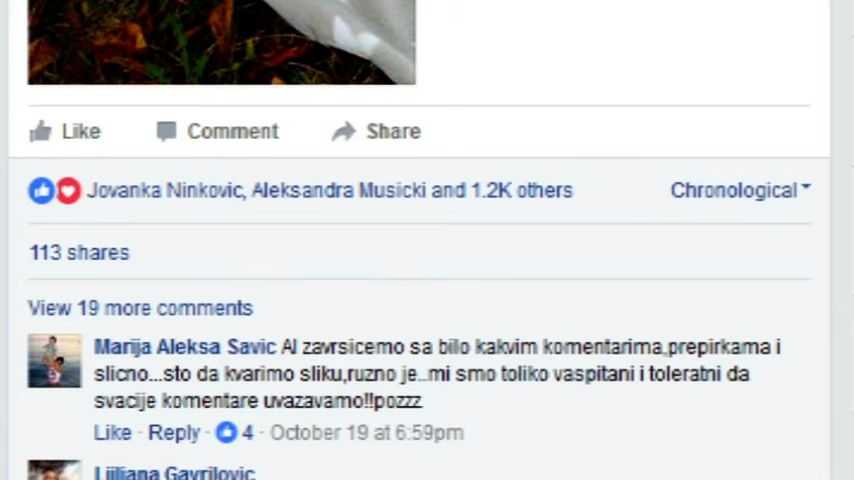 Like Comment Share
Jovanka Ninkovic, Aleksandra Musicki and 1.2K others Chronological
113 shares
View 19 more comments
Marija Aleksa Savic Al zavrsicemo sa bilo kakvim komentarima,prepirkama i
slicno...sto da kvarimo sliku,ruzno je..mi smo toliko vaspitani i toleratni da
svacije komentare uvazavamo!!pozzz
Like · Reply · 4 · October 19 at 6:59pm
Ljiljana Gavrilovic